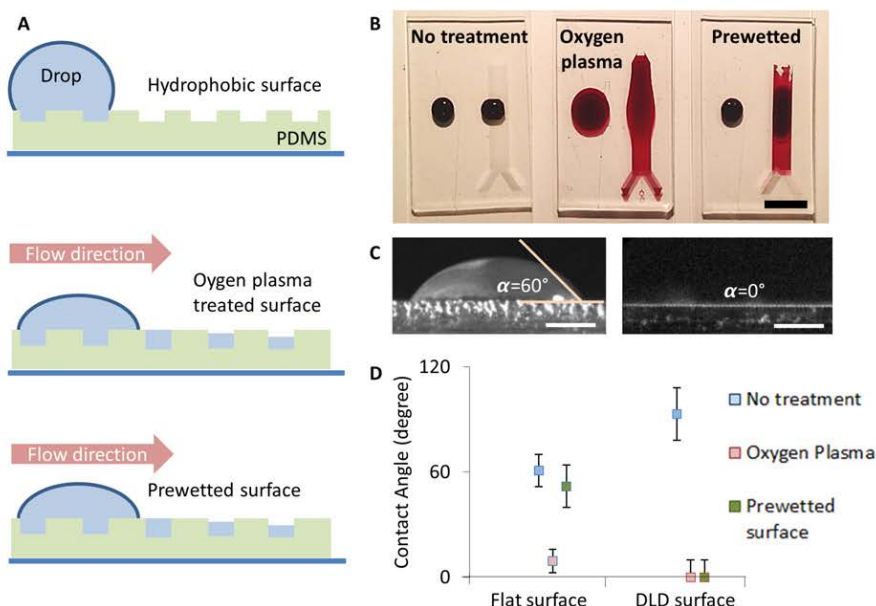 A
Drop
Hydrophobic surface
PDMS
Flow direction
Oygen plasma
treated surface
Flow direction
Prewetted surface
B
No treatment
Oxygen
plasma
Prewetted
C
α=60°
α=0°
D
Contact Angle (degree)
120
60
0
Flat surface
DLD surface
No treatment
Oxygen Plasma
Prewetted
surface